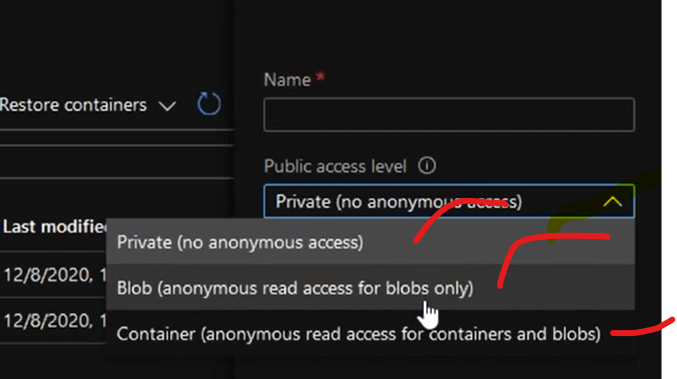 Name *
Restore containers
Public access level
Private (no anonymous access)
Last modified
Private (no anonymous access)
12/8/2020, 1
Blob (anonymous read access for blobs only)
12/8/2020, 1
Container (anonymous read access for containers and blobs)